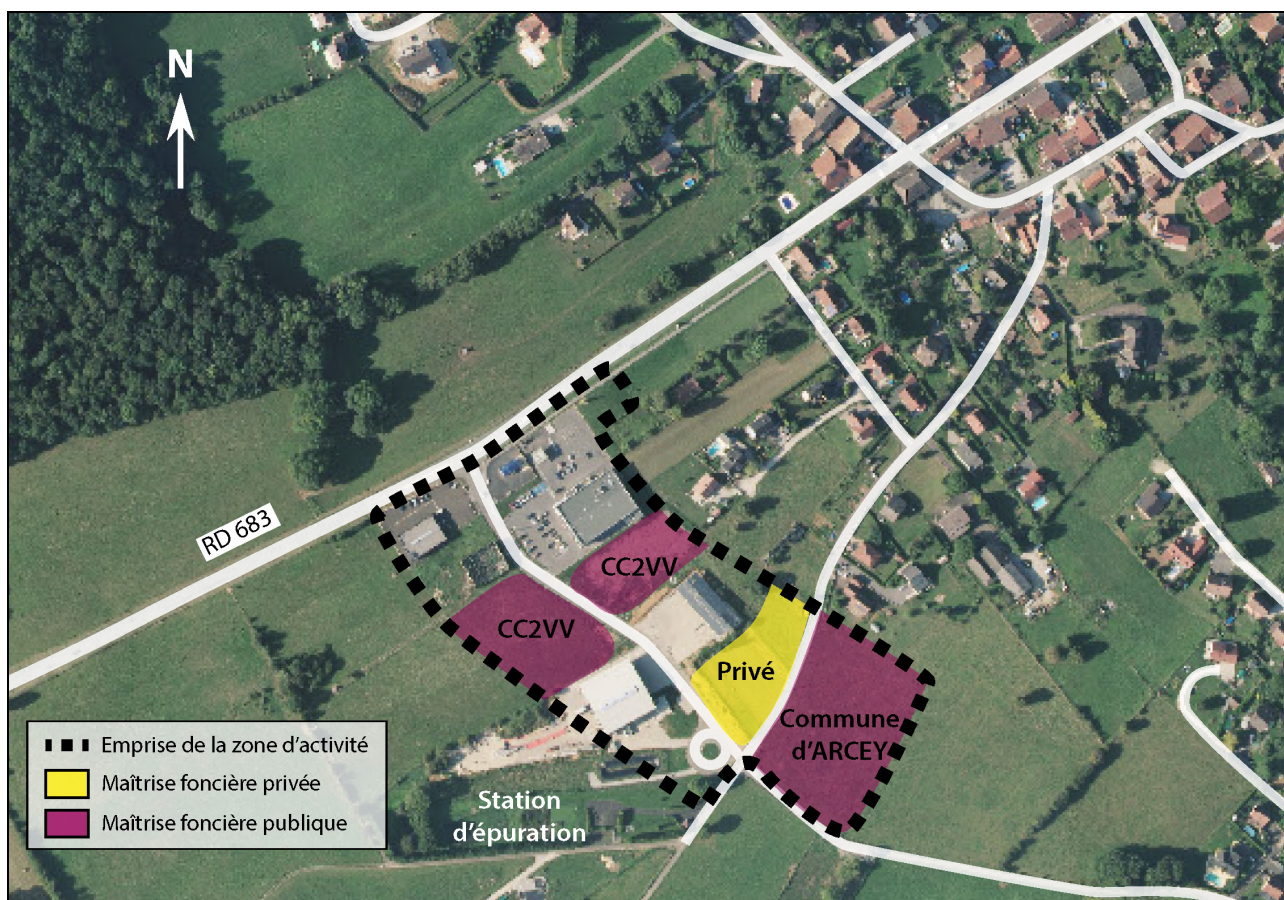 N
RD 683
CC2VV
CC2VV
Privé
Commune
d'ARCEY
Emprise de la zone d'activité
Maîtrise foncière privée
Maîtrise foncière publique
Station
d'épuration